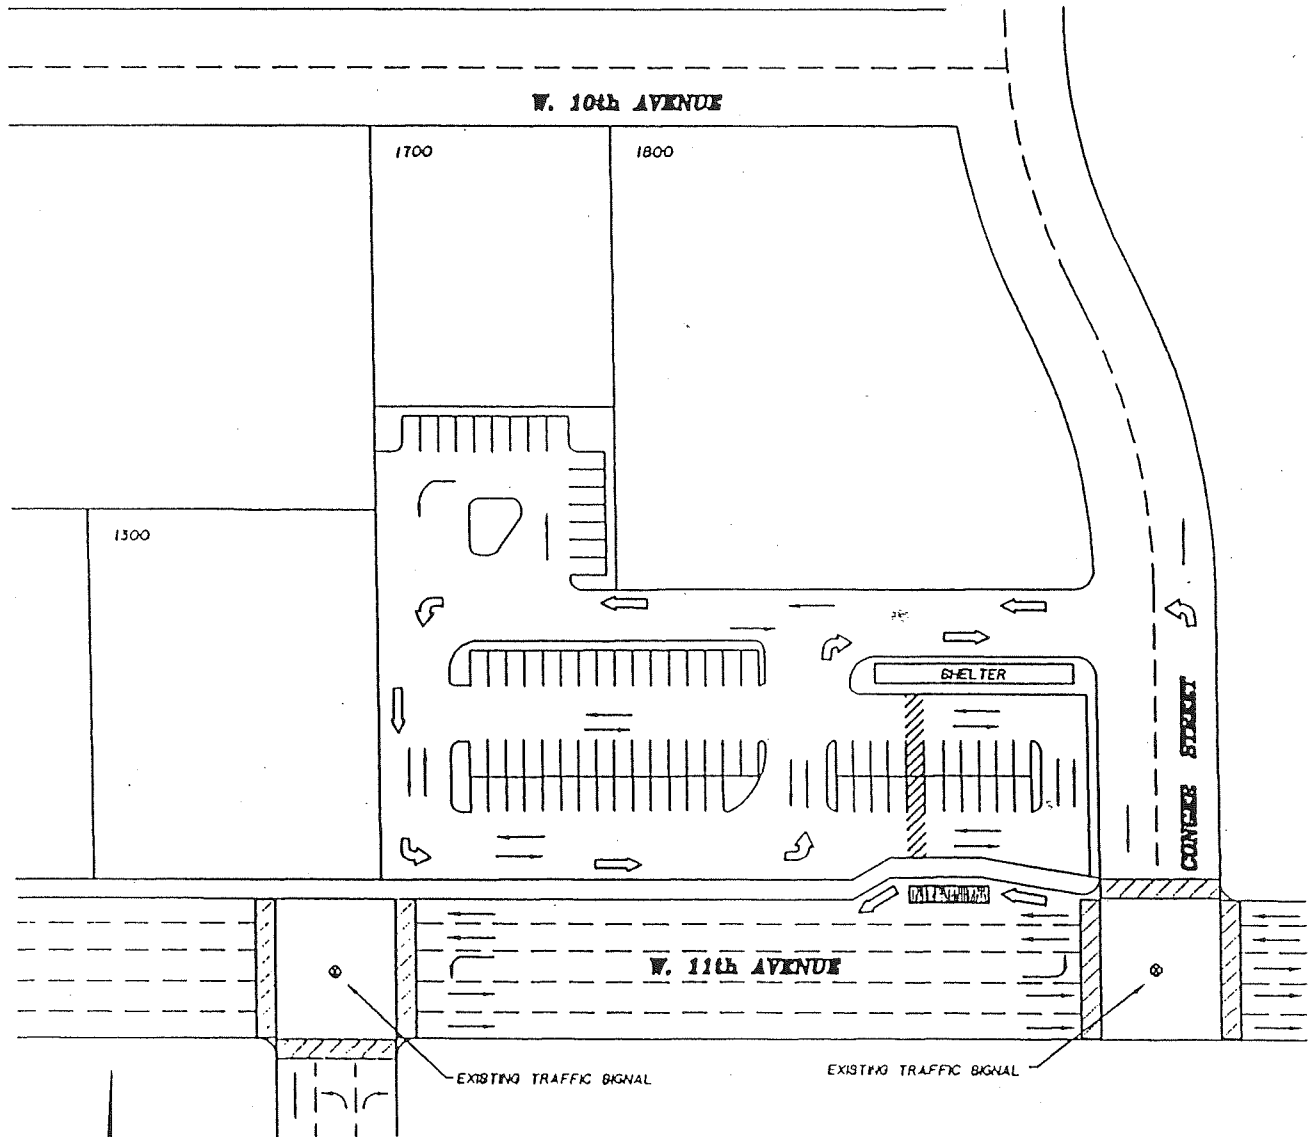 W. 10th AVENUE
1700
1800
1300
SHELTER
CONGER STREET
W. 11th AVENUE
EXISTING TRAFFIC SIGNAL
EXISTING TRAFFIC SIGNAL